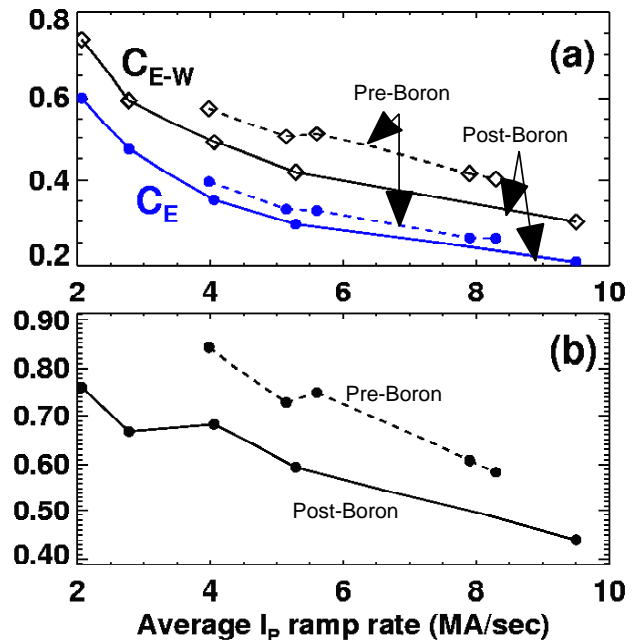 0.8
(a)
C_E-W
Pre-Boron
0.6
Post-Boron
0.4
C_E
0.2
2 4 6 8 10
0.90
(b)
0.80
Pre-Boron
0.70
0.60
Post-Boron
0.50
0.40
2 4 6 8 10
Average I_P ramp rate (MA/sec)